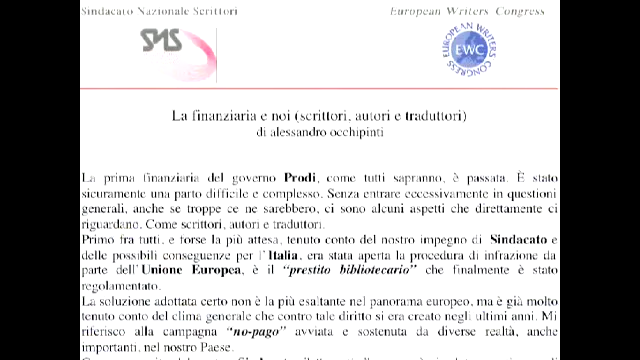 Sindacato Nazionale Scrittori European Writers Congress
SNS
EUROPEAN WRITERS CONGRESS
EWC
La finanziaria e noi (scrittori, autori e traduttori)
di alessandro occhipinti
La prima finanziaria del governo Prodi, come tutti sapranno, è passata. È stato
sicuramente una parto difficile e complesso. Senza entrare eccessivamente in questioni
generali, anche se troppe ce ne sarebbero, ci sono alcuni aspetti che direttamente ci
riguardano. Come scrittori, autori e traduttori.
Primo fra tutti, e forse la più attesa, tenuto conto del nostro impegno di Sindacato e
delle possibili conseguenze per l'Italia, era stata aperta la procedura di infrazione da
parte dell'Unione Europea, è il "prestito bibliotecario" che finalmente è stato
regolamentato.
La soluzione adottata certo non è la più esaltante nel panorama europeo, ma è già molto
tenuto conto del clima generale che contro tale diritto si era creato negli ultimi anni. Mi
riferisco alla campagna "no-pago" avviata e sostenuta da diverse realtà, anche
importanti, nel nostro Paese.